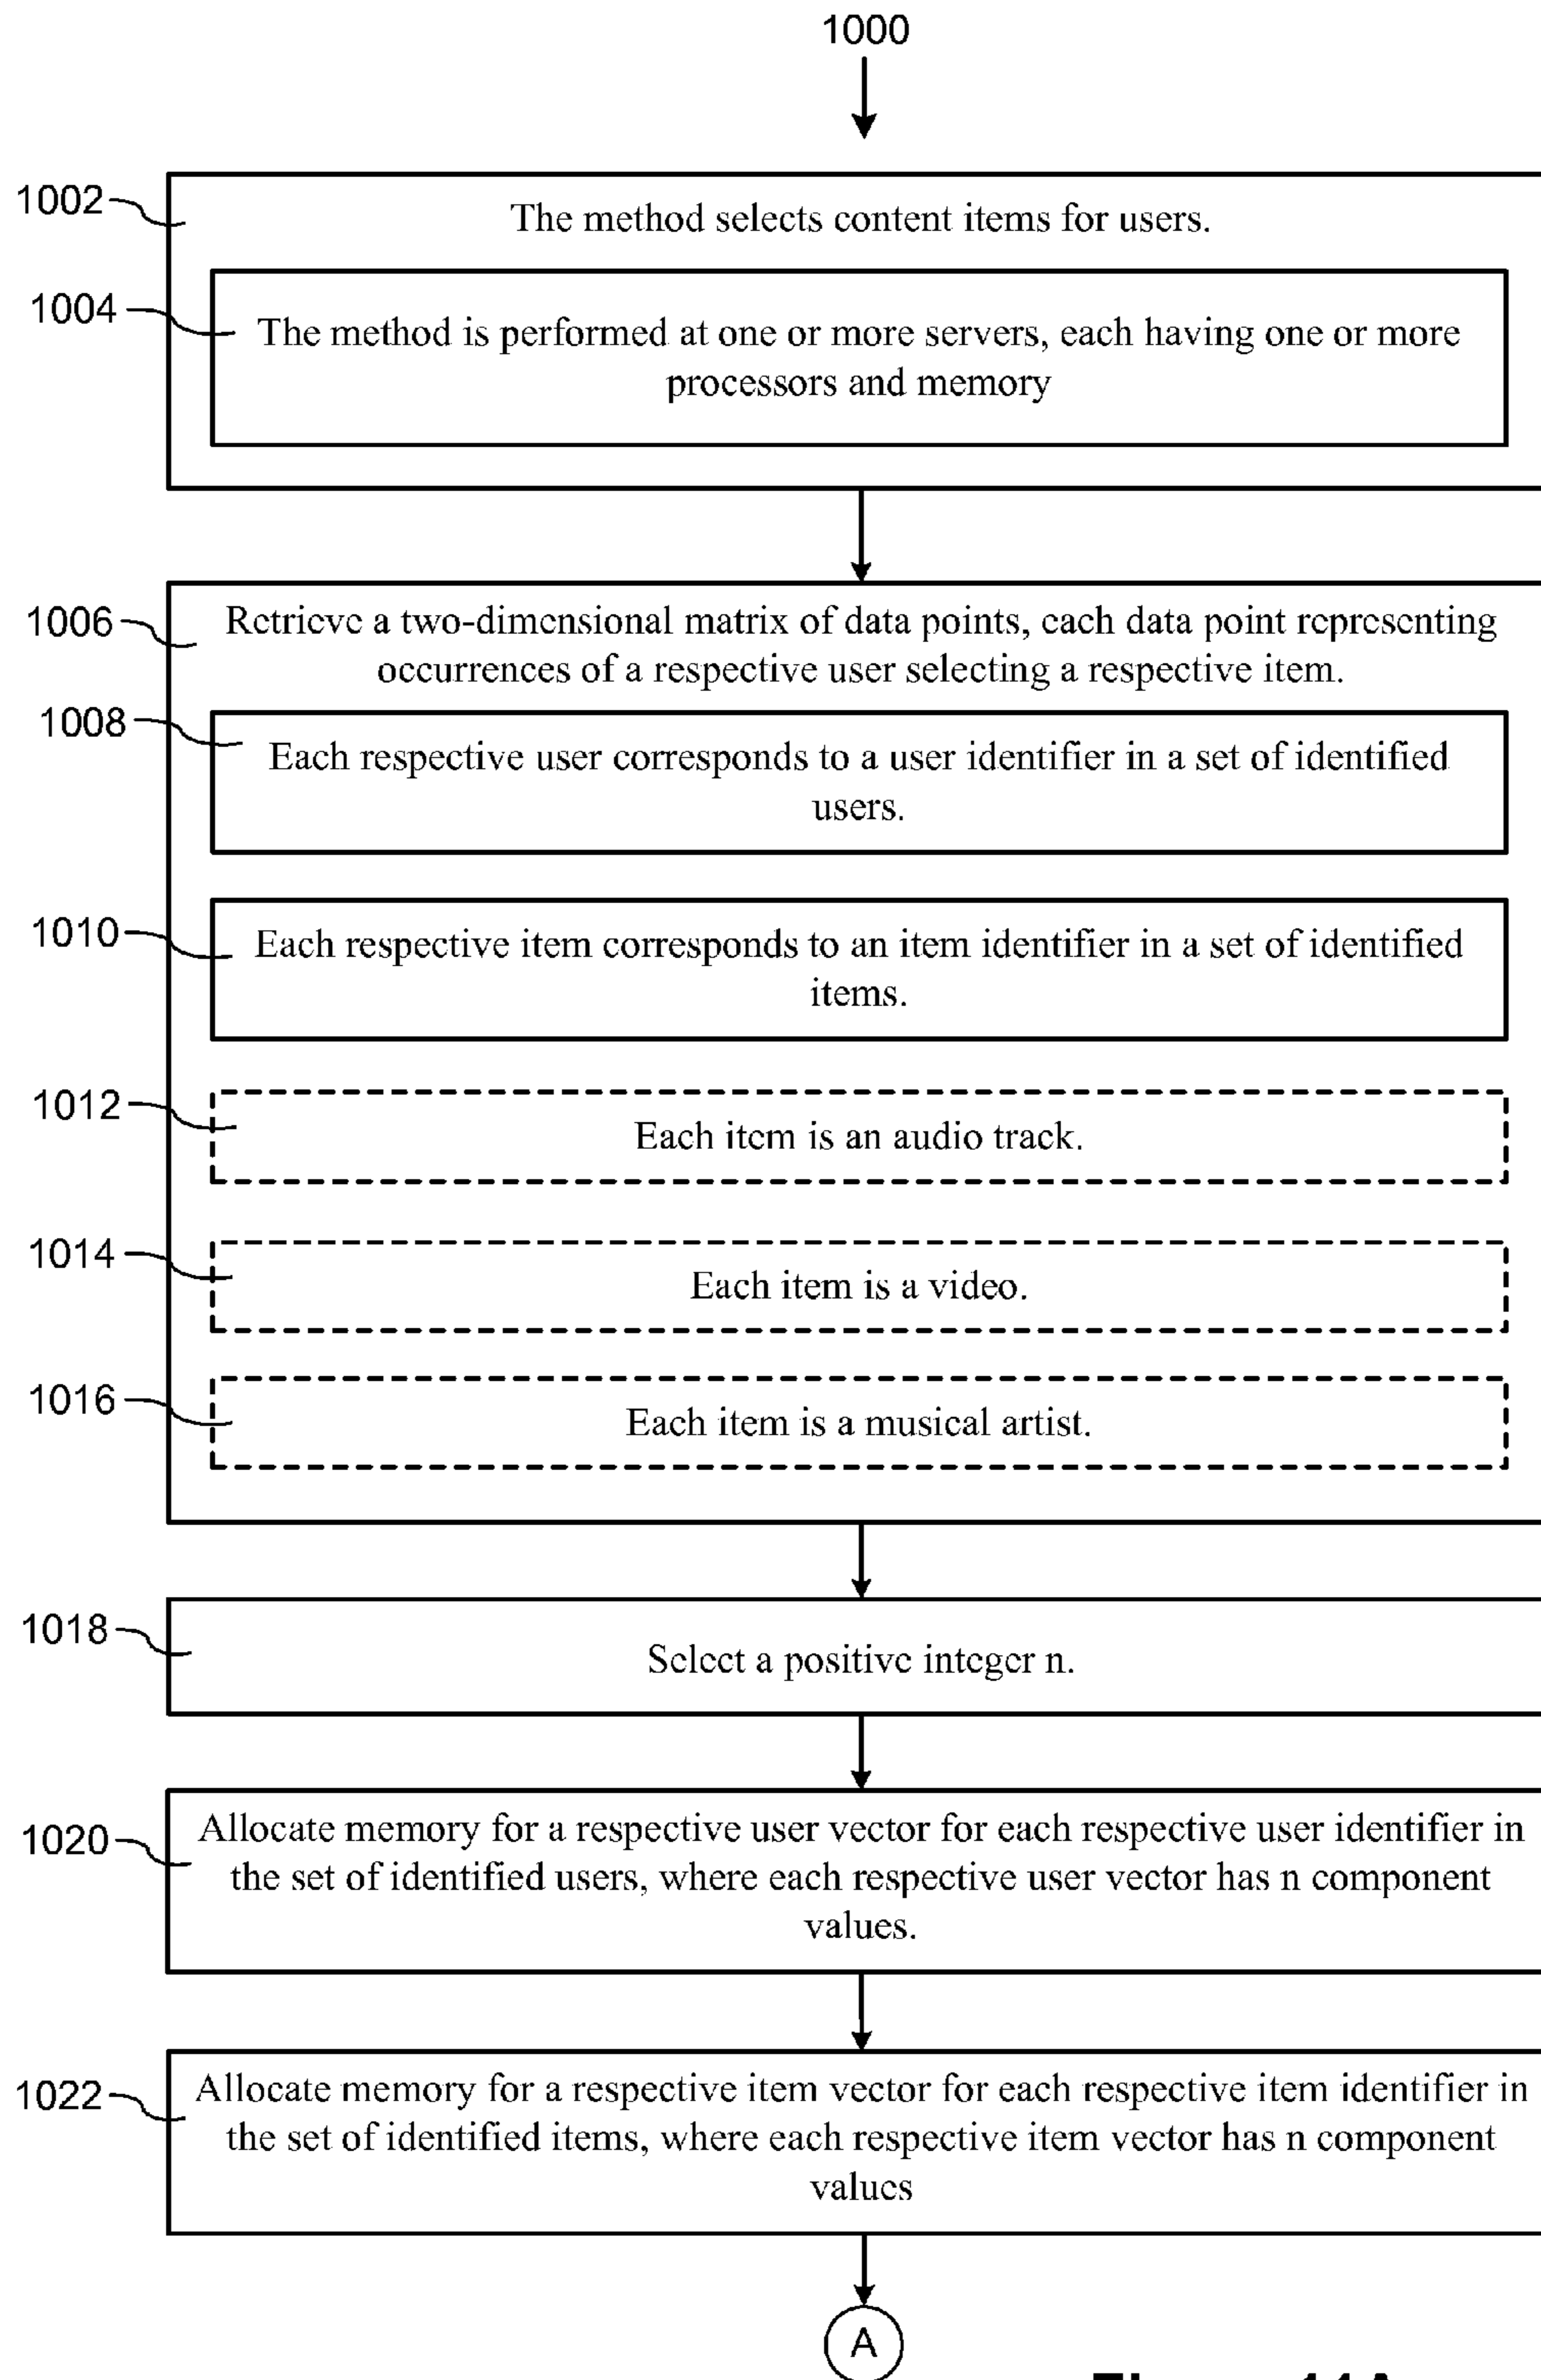 1000
1002
The method selects content items for users.
1004
The method is performed at one or more servers, each having one or more
processors and memory
1006
Retrieve a two-dimensional matrix of data points, each data point representing
occurrences of a respective user selecting a respective item.
1008
Each respective user corresponds to a user identifier in a set of identified
users.
1010
Each respective item corresponds to an item identifier in a set of identified
items.
1012
Each item is an audio track.
1014
Each item is a video.
1016
Each item is a musical artist.
1018
Select a positive integer n.
1020
Allocate memory for a respective user vector for each respective user identifier in
the set of identified users, where each respective user vector has n component
values.
1022
Allocate memory for a respective item vector for each respective item identifier in
the set of identified items, where each respective item vector has n component
values
A